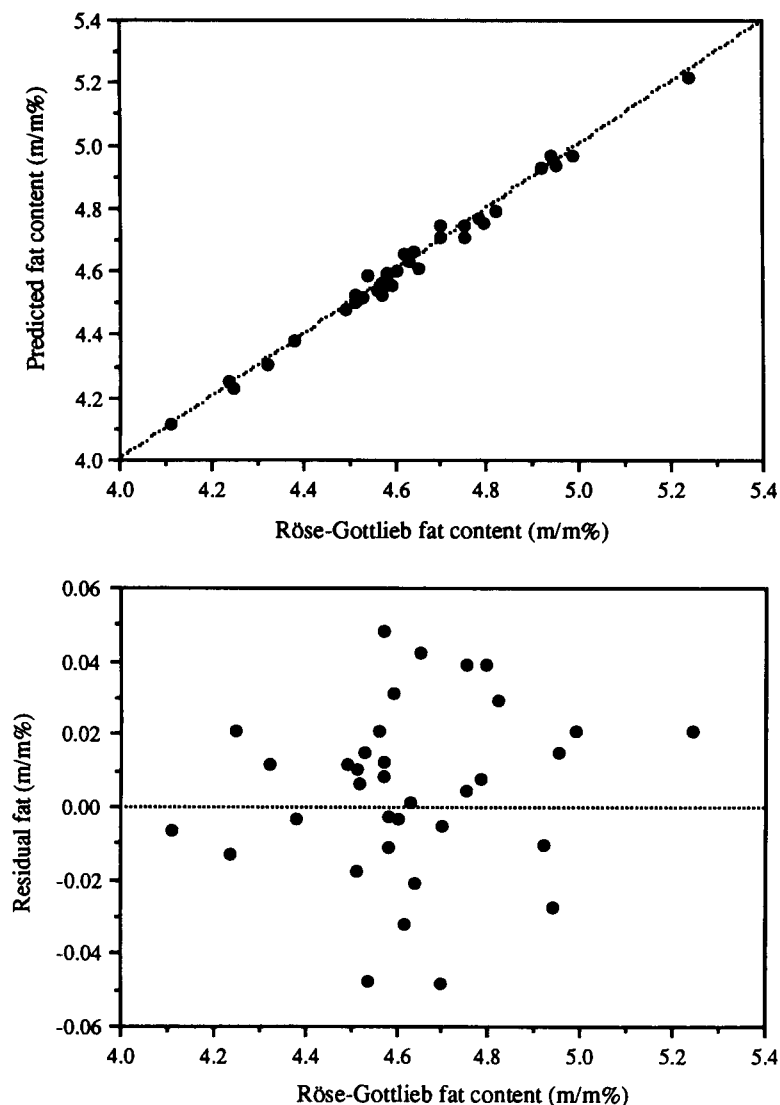 5.4
5.2
5.0
4.8
4.6
4.4
4.2
4.0
Predicted fat content (m/m%)
4.0 4.2 4.4 4.6 4.8 5.0 5.2 5.4
Röse-Gottlieb fat content (m/m%)
0.06
0.04
0.02
0.00
-0.02
-0.04
-0.06
Residual fat (m/m%)
4.0 4.2 4.4 4.6 4.8 5.0 5.2 5.4
Röse-Gottlieb fat content (m/m%)